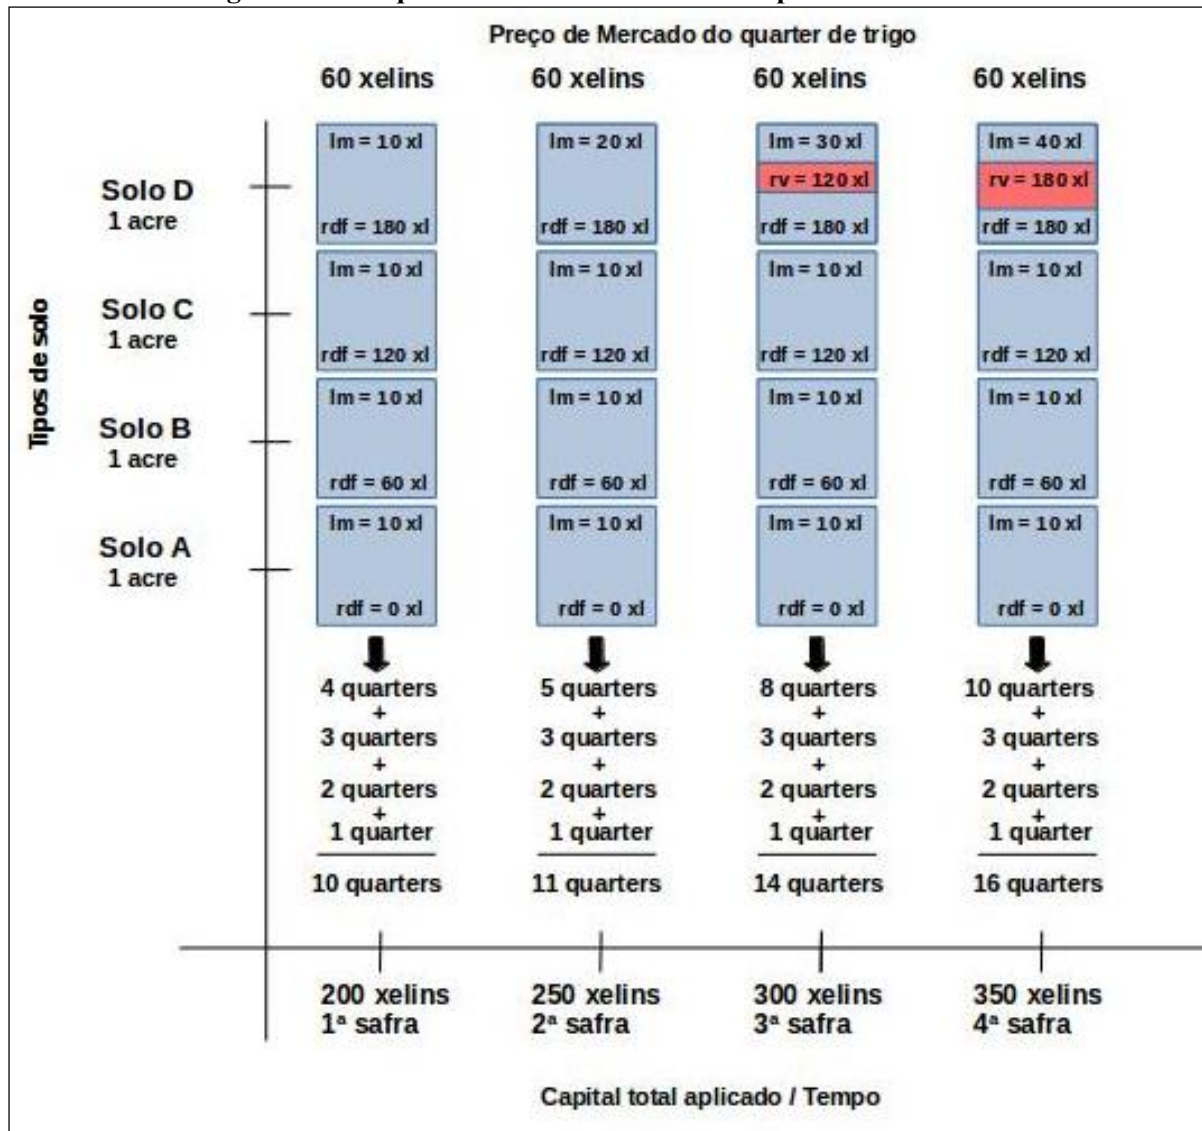 Preço de Mercado do quarter de trigo
60 xelins 60 xelins 60 xelins 60 xelins
Tipos de solo
Solo D
1 acre
lm = 10 xl lm = 20 xl lm = 30 xl lm = 40 xl
rv = 120 xl rv = 180 xl
rdf = 180 xl rdf = 180 xl rdf = 180 xl rdf = 180 xl
Solo C
1 acre
lm = 10 xl lm = 10 xl lm = 10 xl lm = 10 xl
rdf = 120 xl rdf = 120 xl rdf = 120 xl rdf = 120 xl
Solo B
1 acre
lm = 10 xl lm = 10 xl lm = 10 xl lm = 10 xl
rdf = 60 xl rdf = 60 xl rdf = 60 xl rdf = 60 xl
Solo A
1 acre
lm = 10 xl lm = 10 xl lm = 10 xl lm = 10 xl
rdf = 0 xl rdf = 0 xl rdf = 0 xl rdf = 0 xl
4 quarters 5 quarters 8 quarters 10 quarters
+ + + +
3 quarters 3 quarters 3 quarters 3 quarters
+ + + +
2 quarters 2 quarters 2 quarters 2 quarters
+ + + +
1 quarter 1 quarter 1 quarter 1 quarter
10 quarters 11 quarters 14 quarters 16 quarters
200 xelins 250 xelins 300 xelins 350 xelins
1ª safra 2ª safra 3ª safra 4ª safra
Capital total aplicado / Tempo